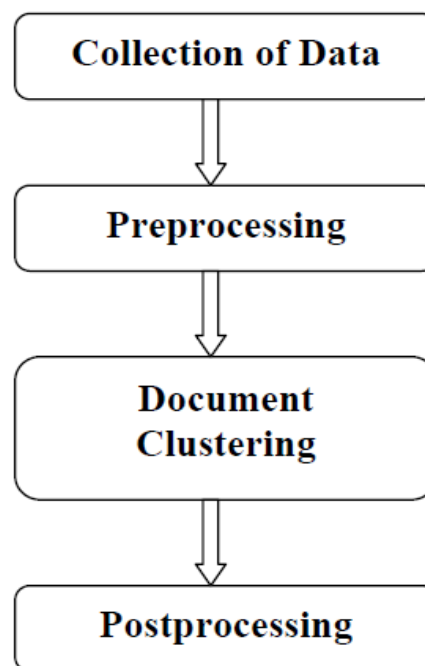 Collection of Data
Preprocessing
Document
Clustering
Postprocessing